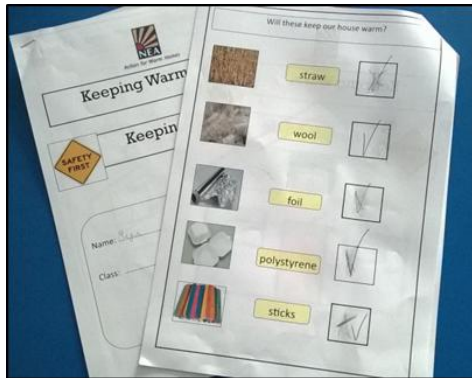 NEA
Action for Warm Homes
Keeping Warm
Keepin
SAFETY
FIRST
Name:
Class:
Will these keep our house warm?
straw
wool
foil
polystyrene
sticks